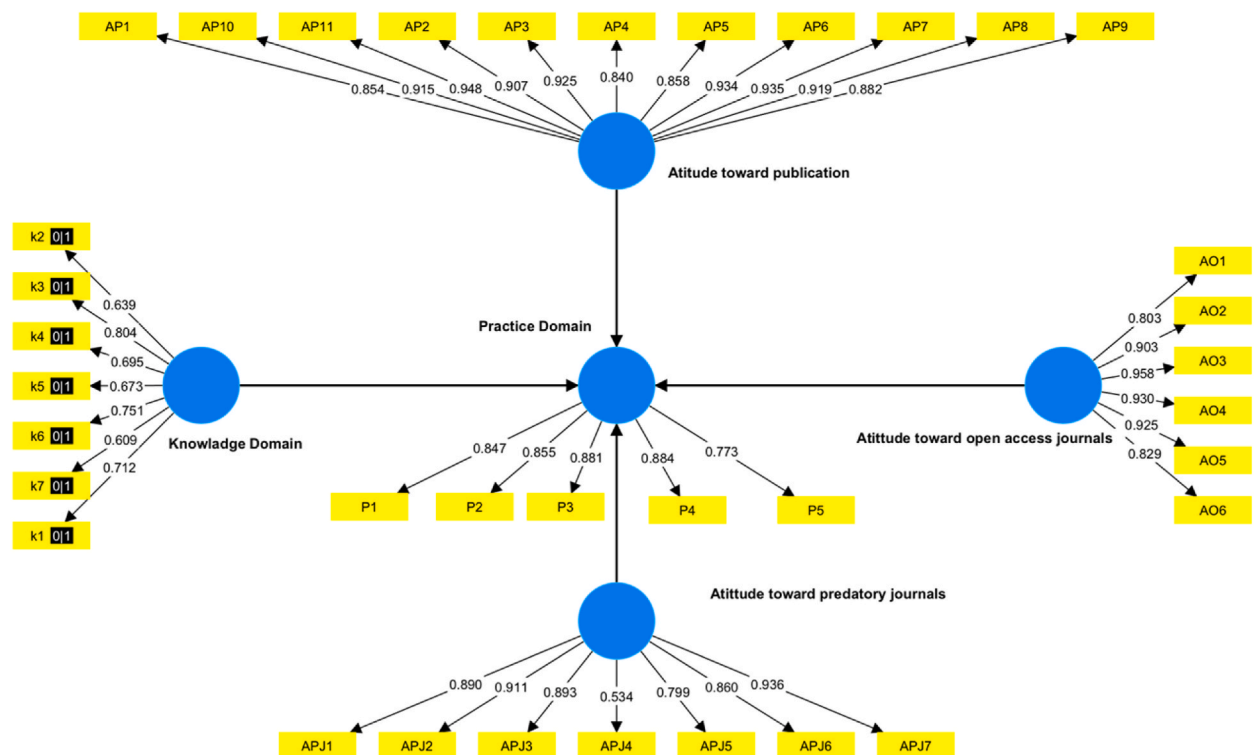 AP1 AP10 AP11 AP2 AP3 AP4 AP5 AP6 AP7 AP8 AP9
0.854 0.915 0.948 0.907 0.925 0.840 0.858 0.934 0.935 0.919 0.882
Atitude toward publication
k2 0|1
k3 0|1
k4 0|1
k5 0|1
k6 0|1
k7 0|1
k1 0|1
0.639
0.804
0.695
0.673
0.751
0.609
0.712
Knowladge Domain
Practice Domain
0.847 0.855 0.881 0.884 0.773
P1 P2 P3 P4 P5
AO1
AO2
AO3
AO4
AO5
AO6
0.803
0.903
0.958
0.930
0.925
0.829
Atittude toward open access journals
Atittude toward predatory journals
0.890 0.911 0.893 0.534 0.799 0.860 0.936
APJ1 APJ2 APJ3 APJ4 APJ5 APJ6 APJ7